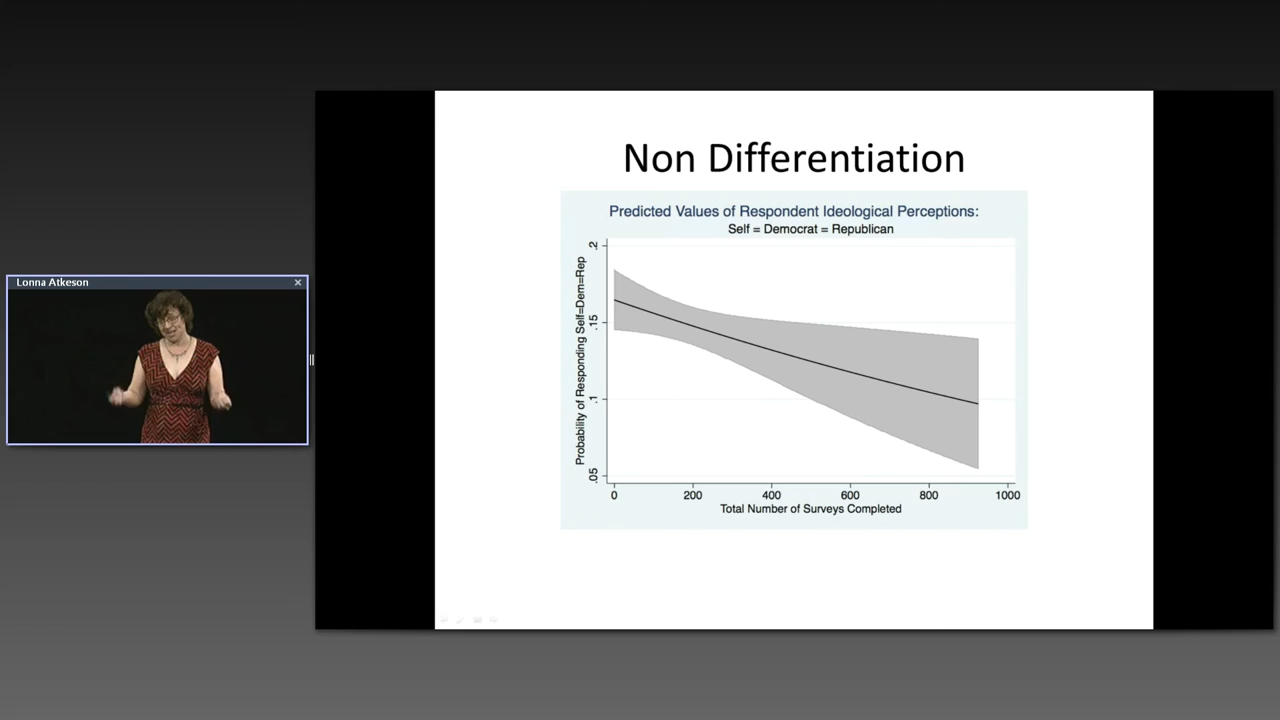 Lonna Atkeson
Non Differentiation
Predicted Values of Respondent Ideological Perceptions:
Self = Democrat = Republican
Probability of Responding Self=Dem=Rep
.2
.15
.1
.05
0 200 400 600 800 1000
Total Number of Surveys Completed